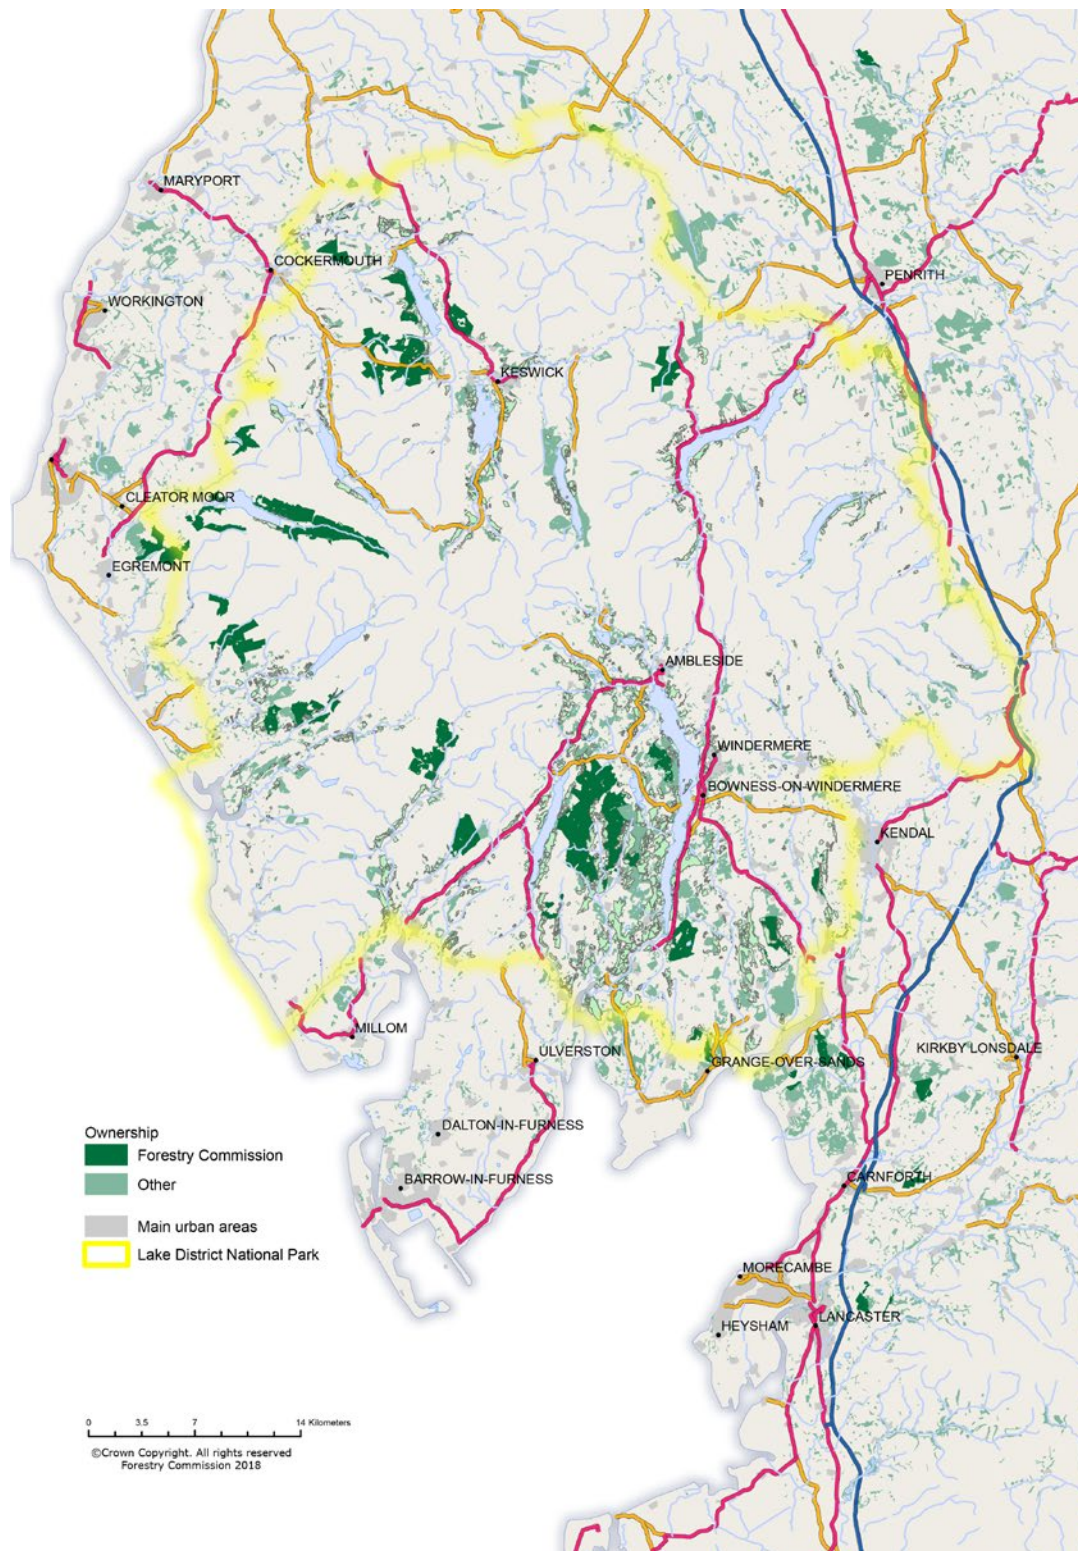 MARYPORT
COCKERMOUTH
WORKINGTON
PENRITH
KESWICK
CLEATOR MOOR
EGREMONT
AMBLESIDE
WINDERMERE
BOWNESS-ON-WINDERMERE
KENDAL
MILLOM
ULVERSTON
GRANGE-OVER-SANDS
KIRKBY LONSDALE
DALTON-IN-FURNESS
BARROW-IN-FURNESS
CARNFORTH
MORECAMBE
HEYSHAM
LANCASTER
Ownership
Forestry Commission
Other
Main urban areas
Lake District National Park
0 3.5 7 14 Kilometers
©Crown Copyright. All rights reserved
Forestry Commission 2018